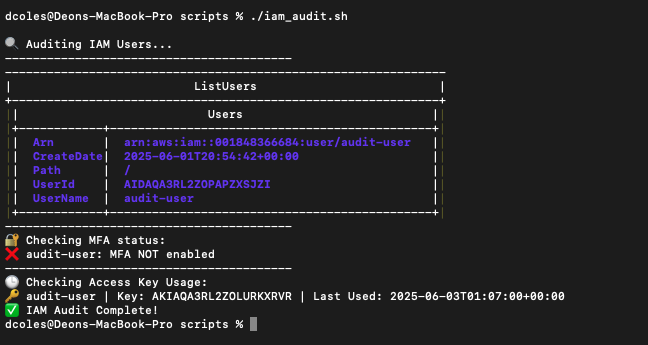 dcoles@Deons-MacBook-Pro scripts % ./iam_audit.sh
🔍 Auditing IAM Users...
----------------------------------------
-------------------------------------------------------------
|                         ListUsers                         |
+-----------------------------------------------------------+
||                          Users                          ||
|+------------+--------------------------------------------+|
||  Arn       |  arn:aws:iam::001848366684:user/audit-user ||
||  CreateDate|  2025-06-01T20:54:42+00:00                 ||
||  Path      |  /                                         ||
||  UserId    |  AIDAQA3RL2ZOPAPZXSJZI                     ||
||  UserName  |  audit-user                                ||
|+------------+--------------------------------------------+|
----------------------------------------
🔐 Checking MFA status:
❌ audit-user: MFA NOT enabled
----------------------------------------
🕒 Checking Access Key Usage:
🔑 audit-user | Key: AKIAQA3RL2ZOLURKXRVR | Last Used: 2025-06-03T01:07:00+00:00
✅ IAM Audit Complete!
dcoles@Deons-MacBook-Pro scripts %